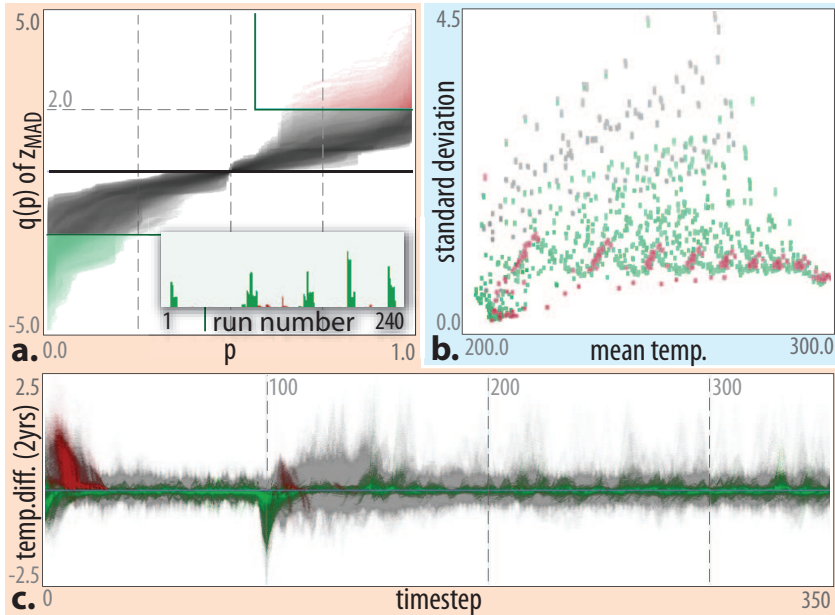 5.0
2.0
q(p) of z_MAD
-5.0
1
run number
240
a.
0.0
p
1.0
4.5
standard deviation
0.0
b.
200.0
mean temp.
300.0
2.5
100
200
300
temp.diff. (2yrs)
-2.5
c.
0
timestep
350